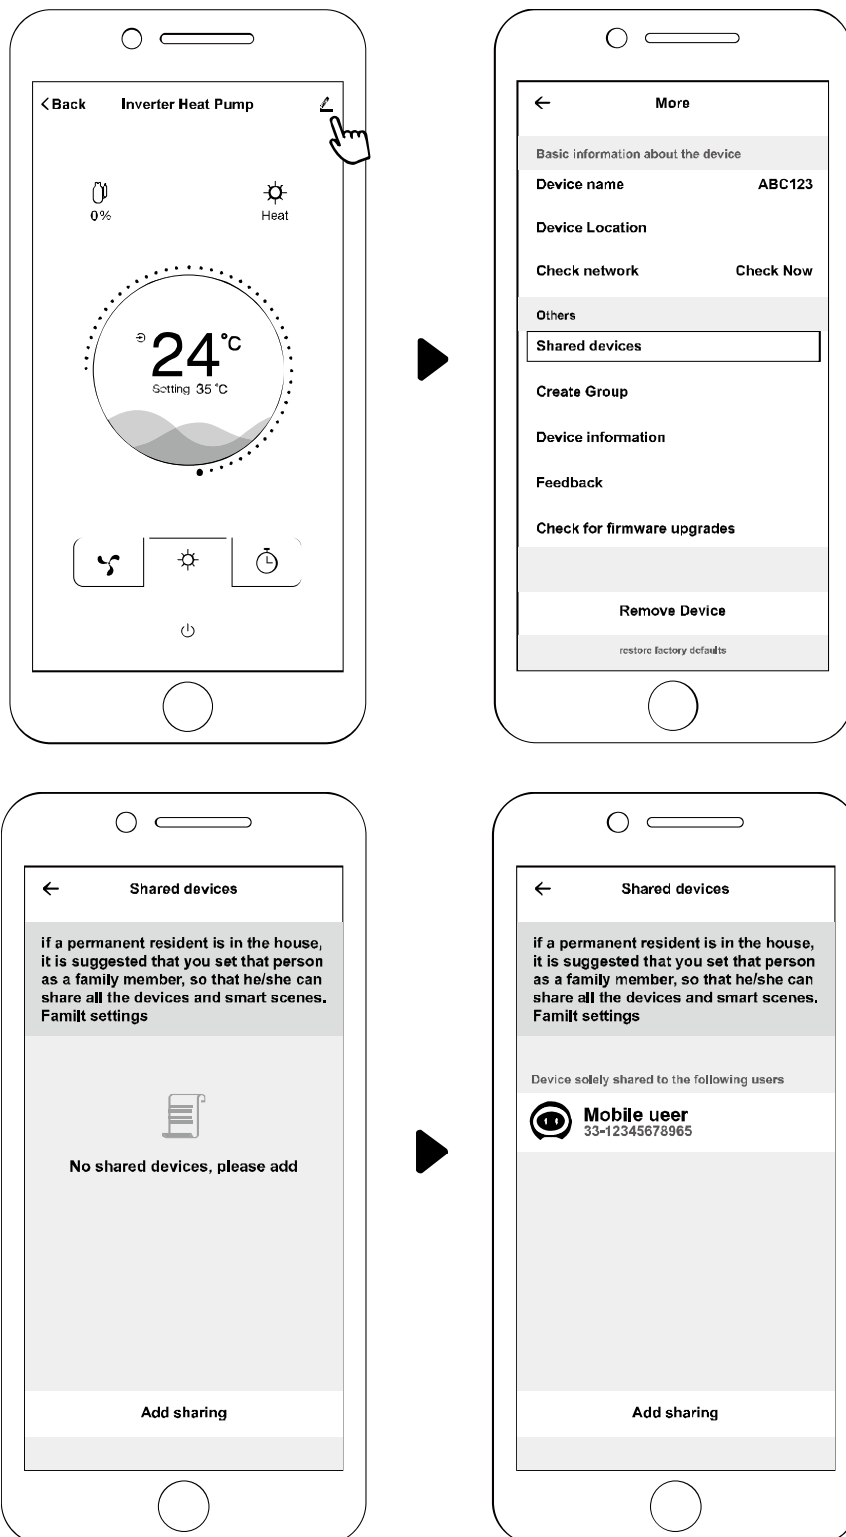 <Back Inverter Heat Pump
0%
Heat
24°C
Setting 35°C
More
Basic information about the device
Device name ABC123
Device Location
Check network Check Now
Others
Shared devices
Create Group
Device information
Feedback
Check for firmware upgrades
Remove Device
restore factory defaults
Shared devices
if a permanent resident is in the house,
it is suggested that you set that person
as a family member, so that he/she can
share all the devices and smart scenes.
Familt settings
No shared devices, please add
Add sharing
Shared devices
if a permanent resident is in the house,
it is suggested that you set that person
as a family member, so that he/she can
share all the devices and smart scenes.
Familt settings
Device solely shared to the following users
Mobile ueer
33-12345678965
Add sharing